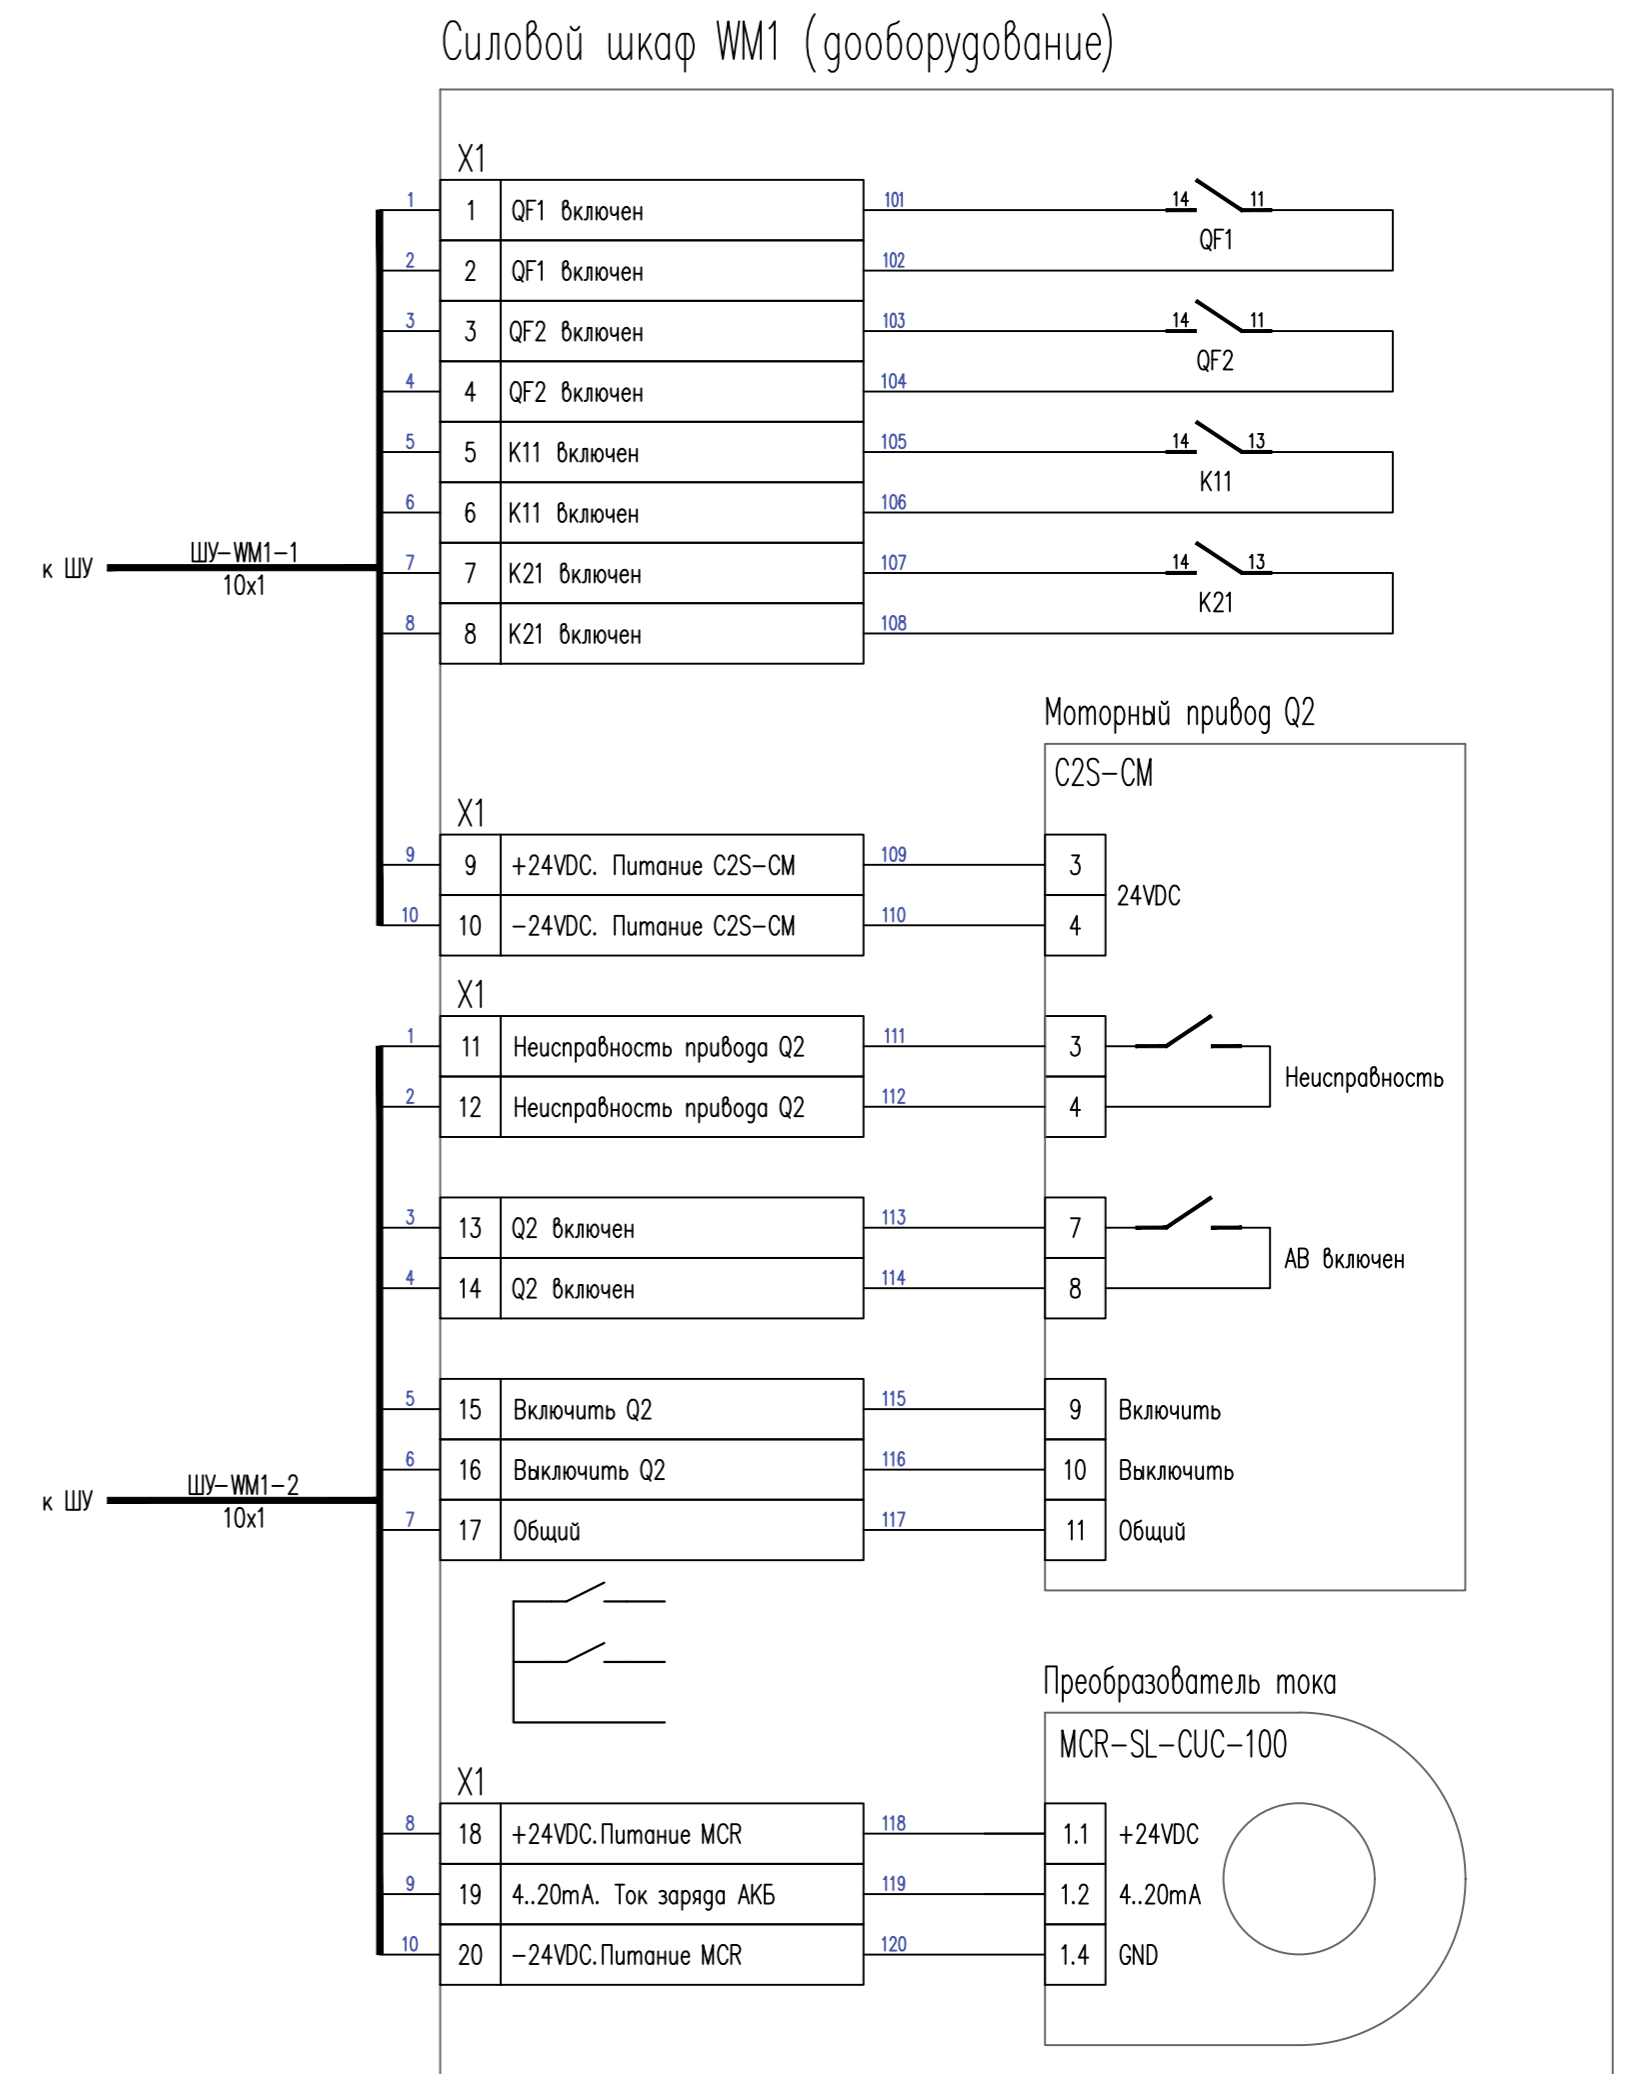 Силовой шкаф WM1 (дооборудование)
X1
1 1 QF1 включен 101 14 11
QF1
2 2 QF1 включен 102
3 3 QF2 включен 103 14 11
QF2
4 4 QF2 включен 104
5 5 K11 включен 105 14 13
K11
6 6 K11 включен 106
к ШУ ШУ-WM1-1
10x1
7 7 K21 включен 107 14 13
K21
8 8 K21 включен 108
Моторный привод Q2
C2S-CM
X1
9 9 +24VDC. Питание C2S-CM 109 3
24VDC
10 10 -24VDC. Питание C2S-CM 110 4
X1
1 11 Неисправность привода Q2 111 3
Неисправность
2 12 Неисправность привода Q2 112 4
3 13 Q2 включен 113 7
АВ включен
4 14 Q2 включен 114 8
5 15 Включить Q2 115 9 Включить
6 16 Выключить Q2 116 10 Выключить
к ШУ ШУ-WM1-2
10x1
7 17 Общий 117 11 Общий
Преобразователь тока
MCR-SL-CUC-100
X1
8 18 +24VDC.Питание MCR 118 1.1 +24VDC
9 19 4..20mA. Ток заряда АКБ 119 1.2 4..20mA
10 20 -24VDC.Питание MCR 120 1.4 GND